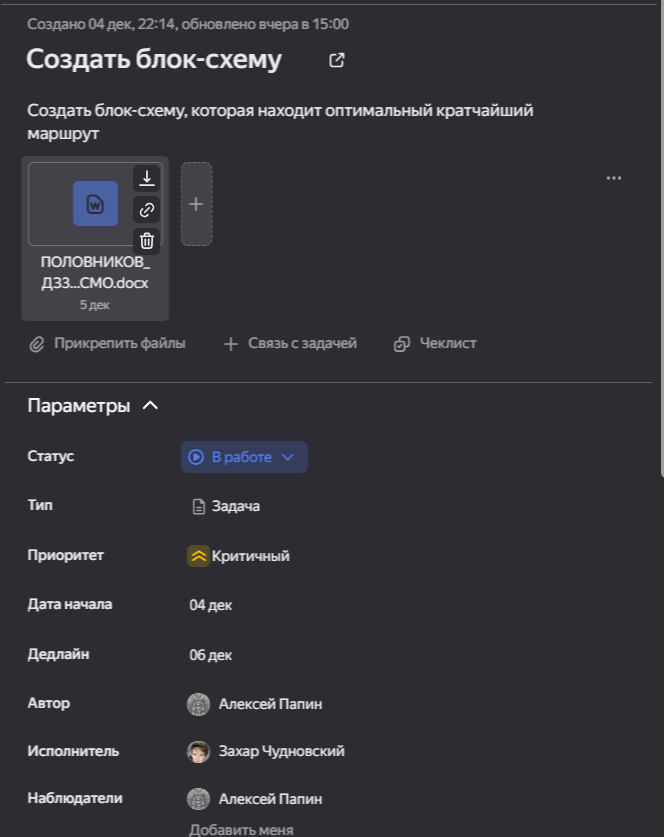 Создано 04 дек, 22:14, обновлено вчера в 15:00
Создать блок-схему
Создать блок-схему, которая находит оптимальный кратчайший
маршрут
ПОЛОВНИКОВ_
ДЗ3...СМО.docx
5 дек
Прикрепить файлы
Связь с задачей
Чеклист
Параметры
Статус
В работе
Тип
Задача
Приоритет
Критичный
Дата начала
04 дек
Дедлайн
06 дек
Автор
Алексей Папин
Исполнитель
Захар Чудновский
Наблюдатели
Алексей Папин
Добавить меня